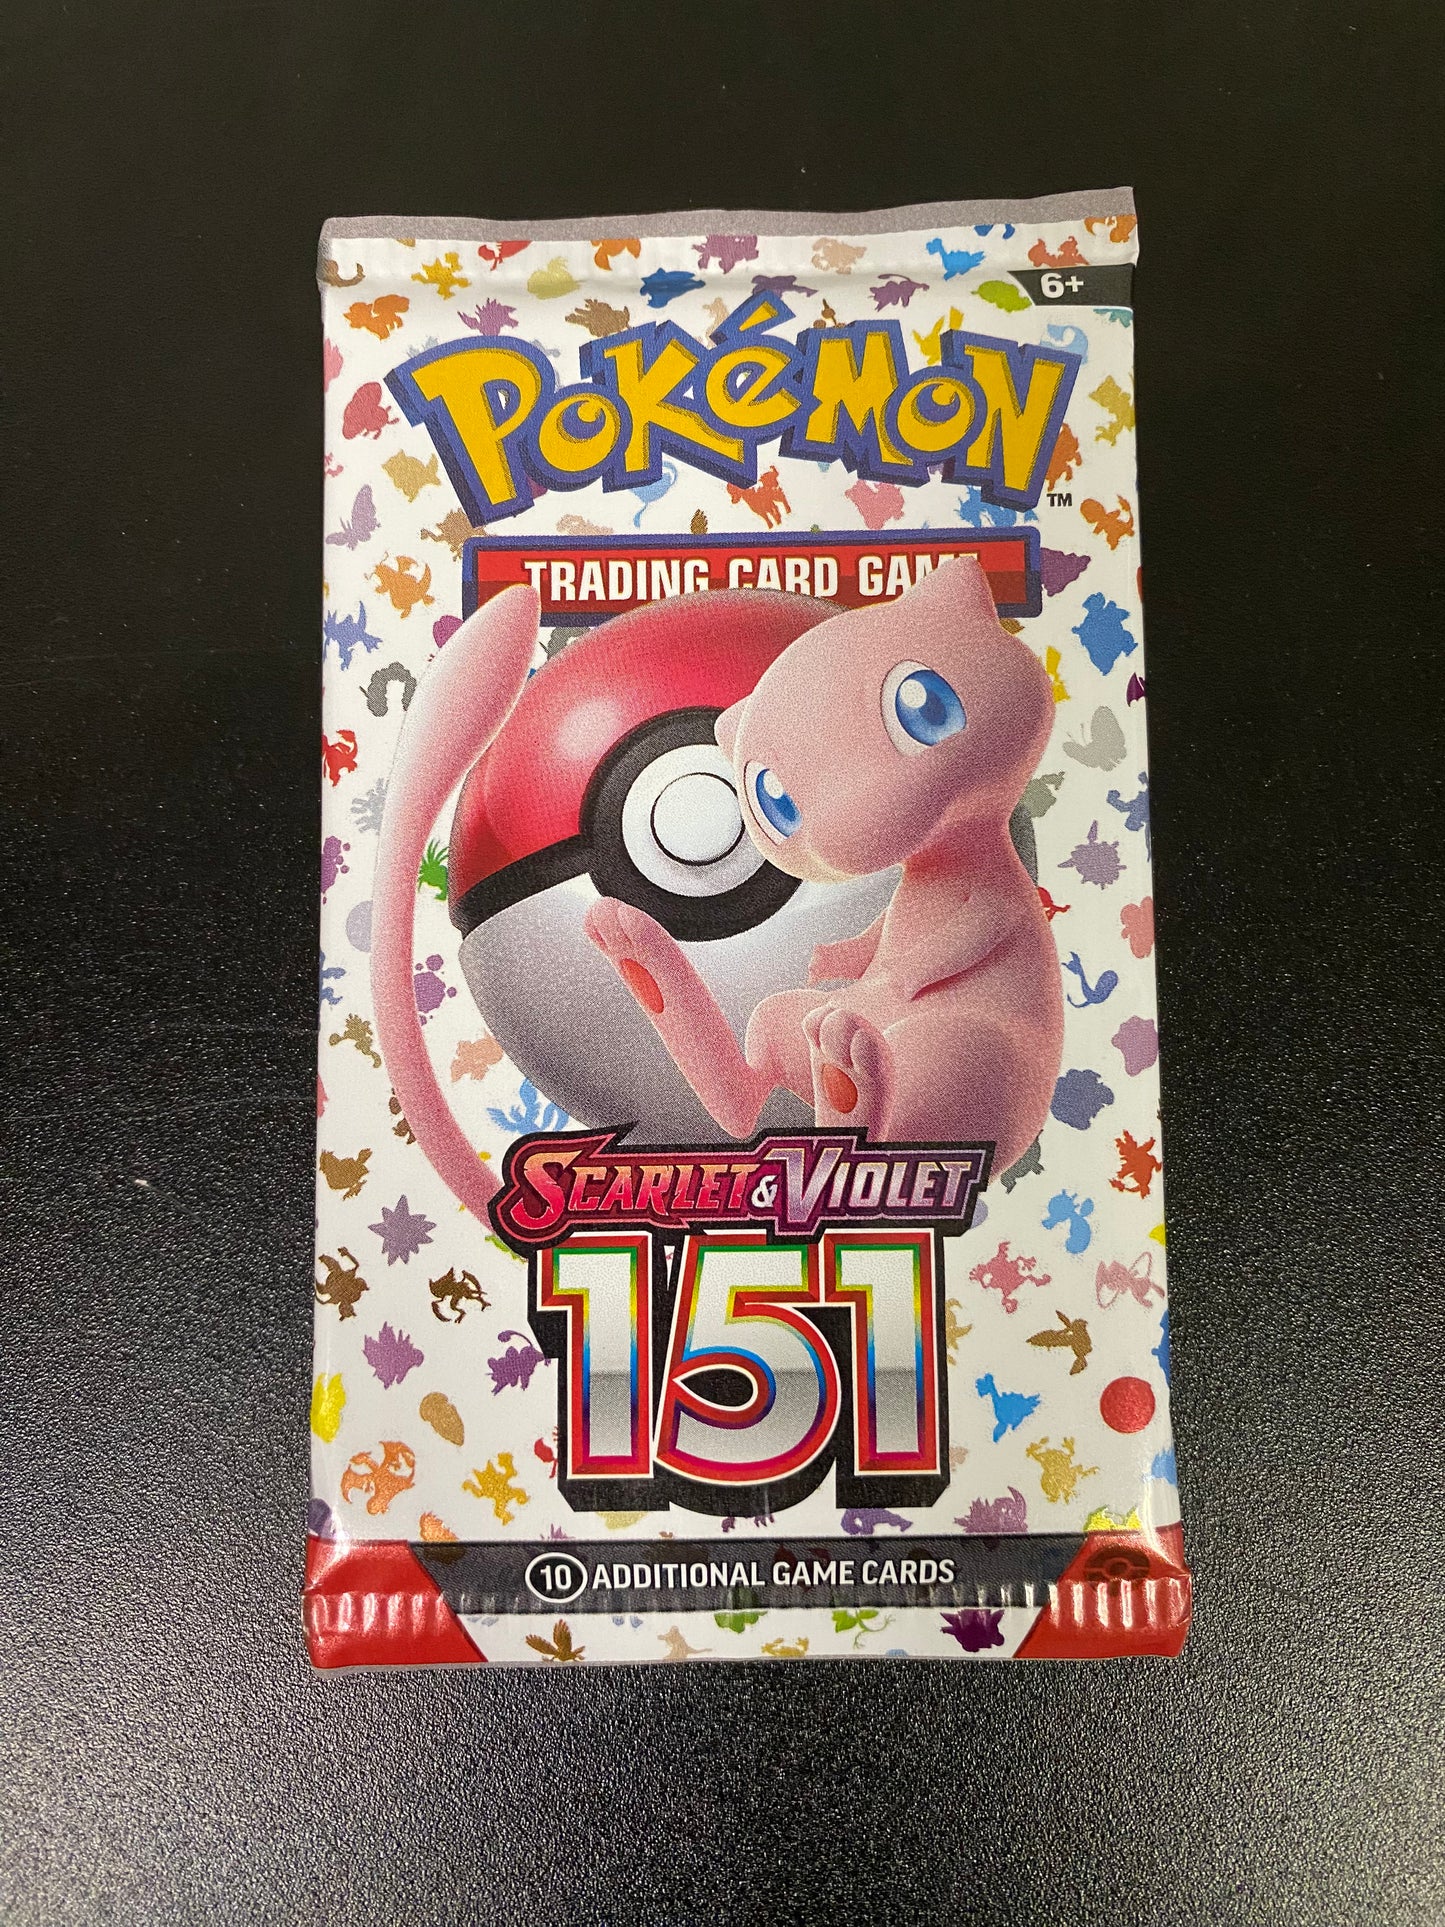 6+
POKéMON
TM
TRADING CARD GAME
SCARLET & VIOLET
151
10 ADDITIONAL GAME CARDS